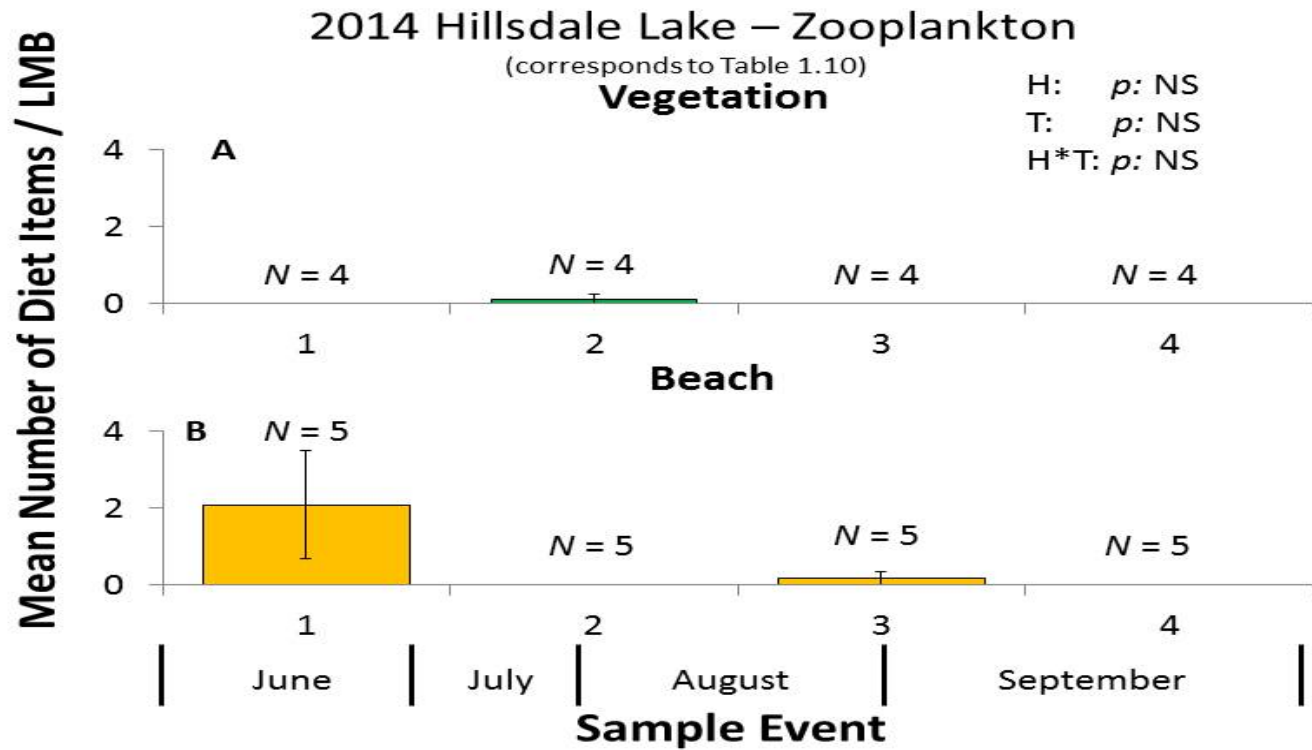 2014 Hillsdale Lake – Zooplankton
(corresponds to Table 1.10)
Vegetation
H: p: NS
T: p: NS
H*T: p: NS
Mean Number of Diet Items / LMB
A
4
2
0
N = 4
N = 4
N = 4
N = 4
1 2 3 4
Beach
B
4
2
0
N = 5
N = 5
N = 5
N = 5
1 2 3 4
June July August September
Sample Event